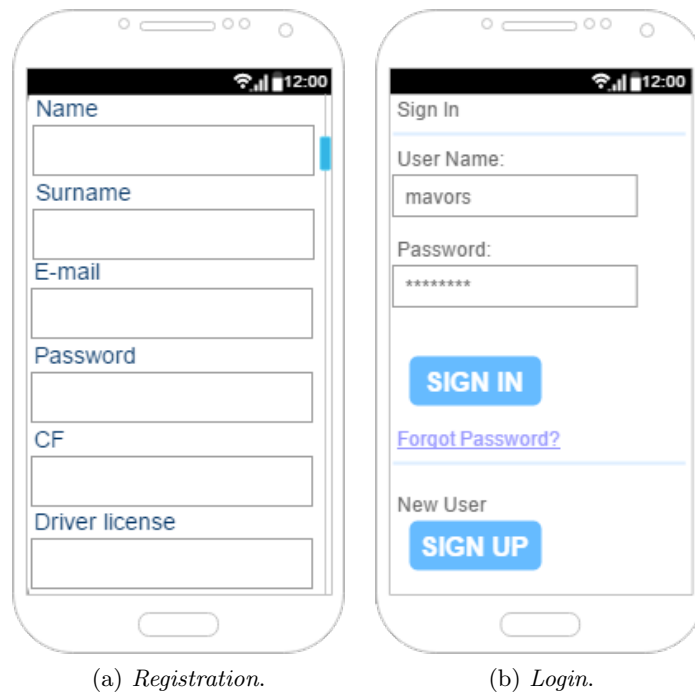 12:00
Name
Surname
E-mail
Password
CF
Driver license
(a) Registration.
12:00
Sign In
User Name:
mavors
Password:
********
SIGN IN
Forgot Password?
New User
SIGN UP
(b) Login.